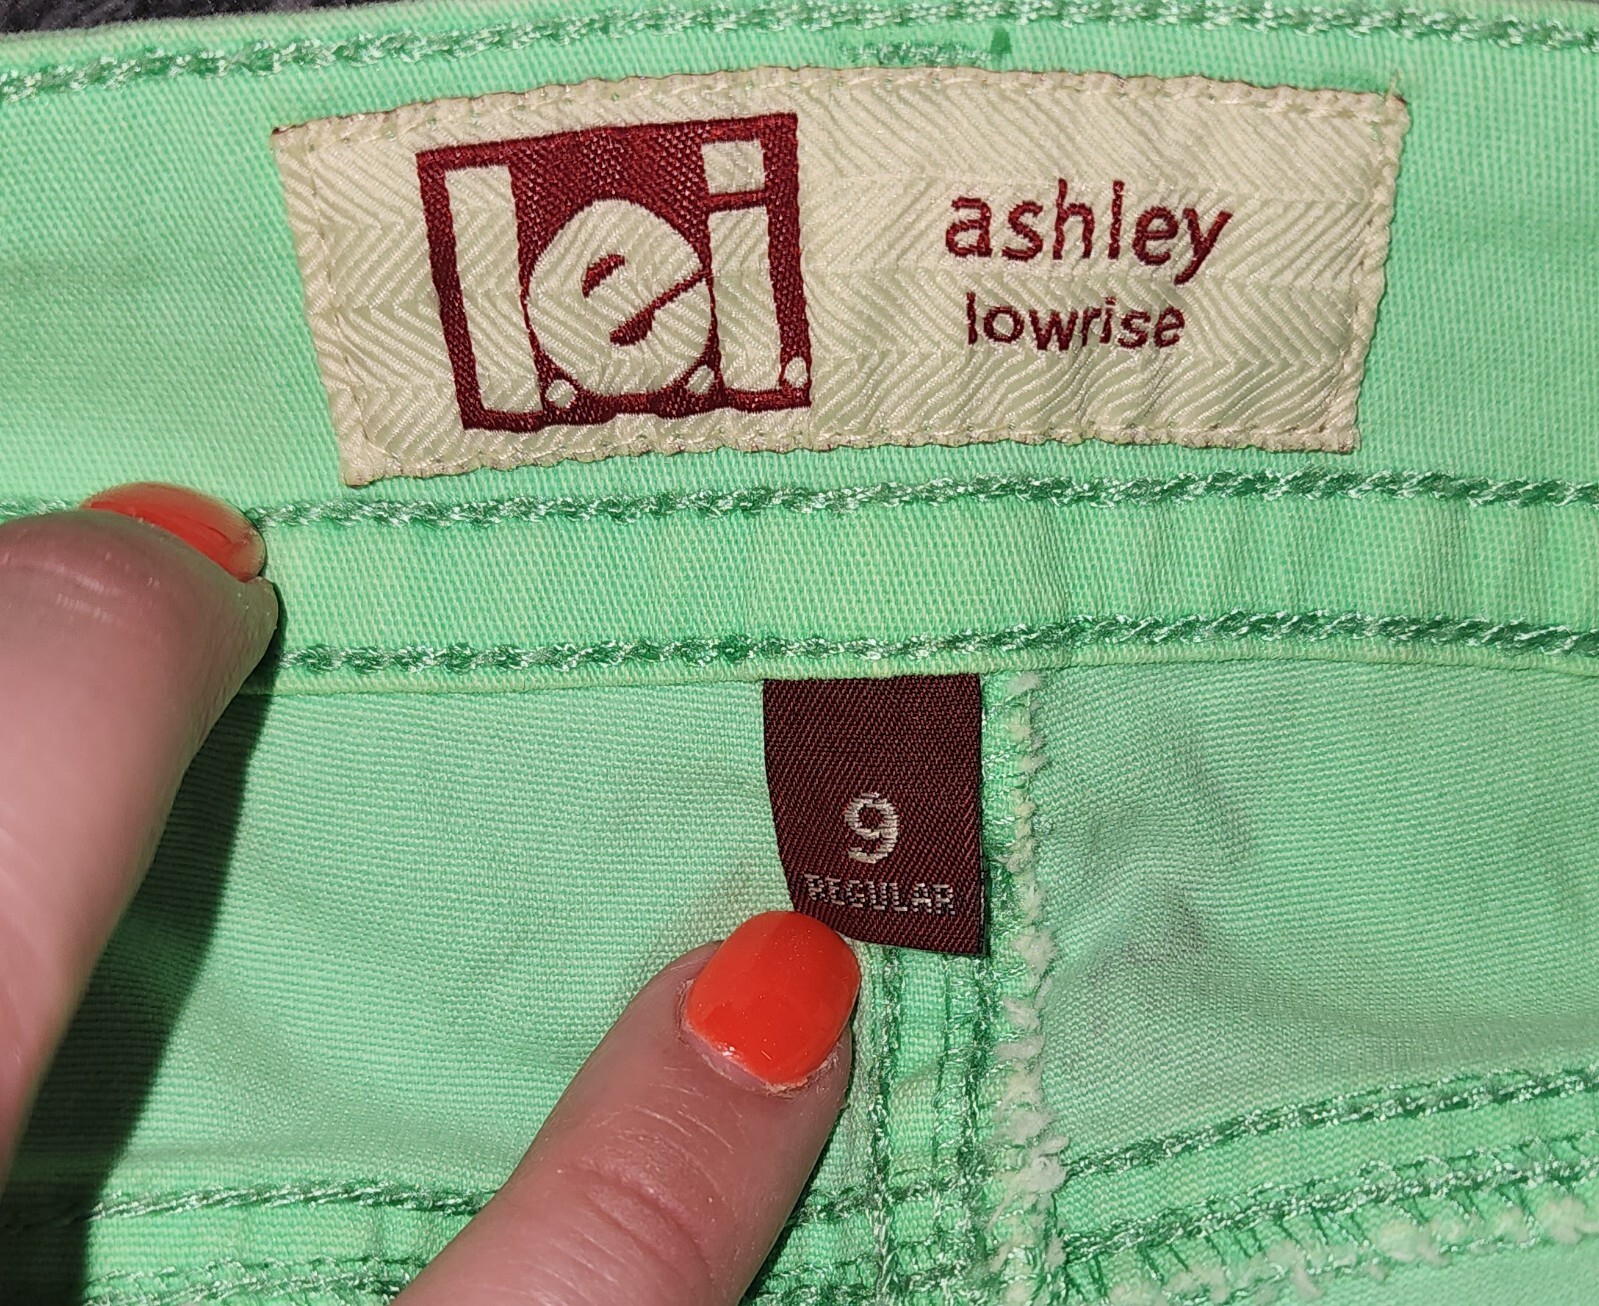 l.e.i.
ashley
lowrise
9
REGULAR